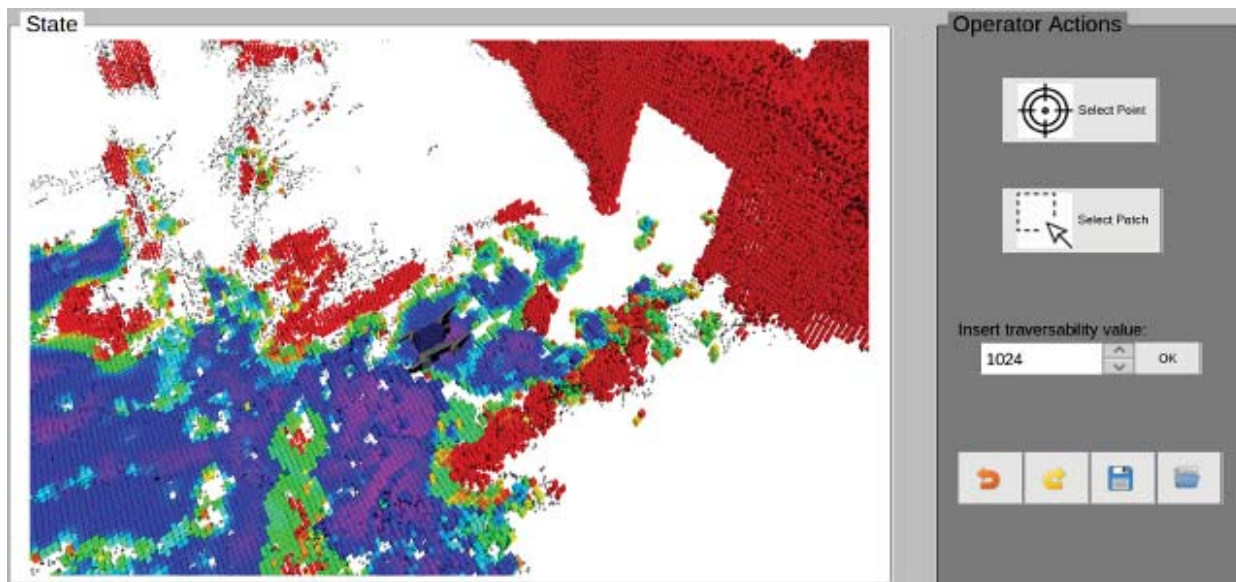 State
Operator Actions
Select Point
Select Patch
Insert traversability value:
1024
OK